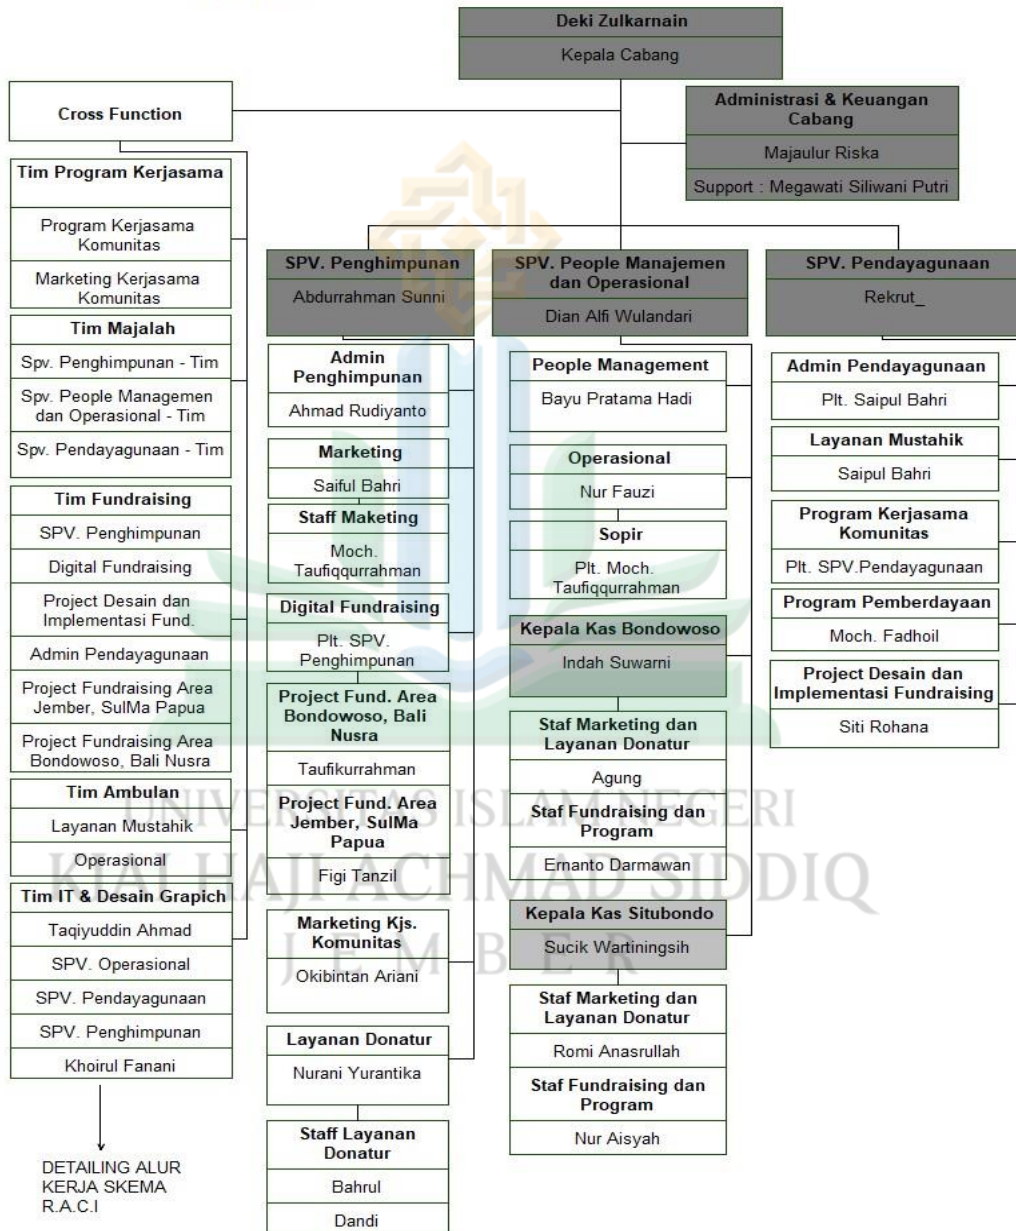 Deki Zulkarnain
Kepala Cabang
Administrasi & Keuangan
Cabang
Majaulur Riska
Support : Megawati Siliwani Putri
Cross Function
Tim Program Kerjasama
Program Kerjasama
Komunitas
Marketing Kerjasama
Komunitas
Tim Majalah
Spv. Penghimpunan - Tim
Spv. People Managemen
dan Operasional - Tim
Spv. Pendayagunaan - Tim
Tim Fundraising
SPV. Penghimpunan
Digital Fundraising
Project Desain dan
Implementasi Fund.
Admin Pendayagunaan
Project Fundraising Area
Jember, SulMa Papua
Project Fundraising Area
Bondowoso, Bali Nusra
Tim Ambulan
Layanan Mustahik
Operasional
Tim IT & Desain Grapich
Taqiyuddin Ahmad
SPV. Operasional
SPV. Pendayagunaan
SPV. Penghimpunan
Khoirul Fanani
DETAILING ALUR
KERJA SKEMA
R.A.C.I
SPV. Penghimpunan
Abdurrahman Sunni
Admin
Penghimpunan
Ahmad Rudiyanto
Marketing
Saiful Bahri
Staff Maketing
Moch.
Taufiqqurrahman
Digital Fundraising
Plt. SPV.
Penghimpunan
Project Fund. Area
Bondowoso, Bali
Nusra
Taufikurrahman
Project Fund. Area
Jember, SulMa
Papua
Figi Tanzil
Marketing Kjs.
Komunitas
Okibintan Ariani
Layanan Donatur
Nurani Yurantika
Staff Layanan
Donatur
Bahrul
Dandi
SPV. People Manajemen
dan Operasional
Dian Alfi Wulandari
People Management
Bayu Pratama Hadi
Operasional
Nur Fauzi
Sopir
Plt. Moch.
Taufiqqurrahman
Kepala Kas Bondowoso
Indah Suwarni
Staf Marketing dan
Layanan Donatur
Agung
Staf Fundraising dan
Program
Ernanto Darmawan
Kepala Kas Situbondo
Sucik Wartiningsih
Staf Marketing dan
Layanan Donatur
Romi Anasrullah
Staf Fundraising dan
Program
Nur Aisyah
SPV. Pendayagunaan
Rekrut_
Admin Pendayagunaan
Plt. Saipul Bahri
Layanan Mustahik
Saipul Bahri
Program Kerjasama
Komunitas
Plt. SPV.Pendayagunaan
Program Pemberdayaan
Moch. Fadhoil
Project Desain dan
Implementasi Fundraising
Siti Rohana
UNIVERSITAS ISLAM NEGERI
KIAI HAJI ACHMAD SIDDIQ
JEMBER